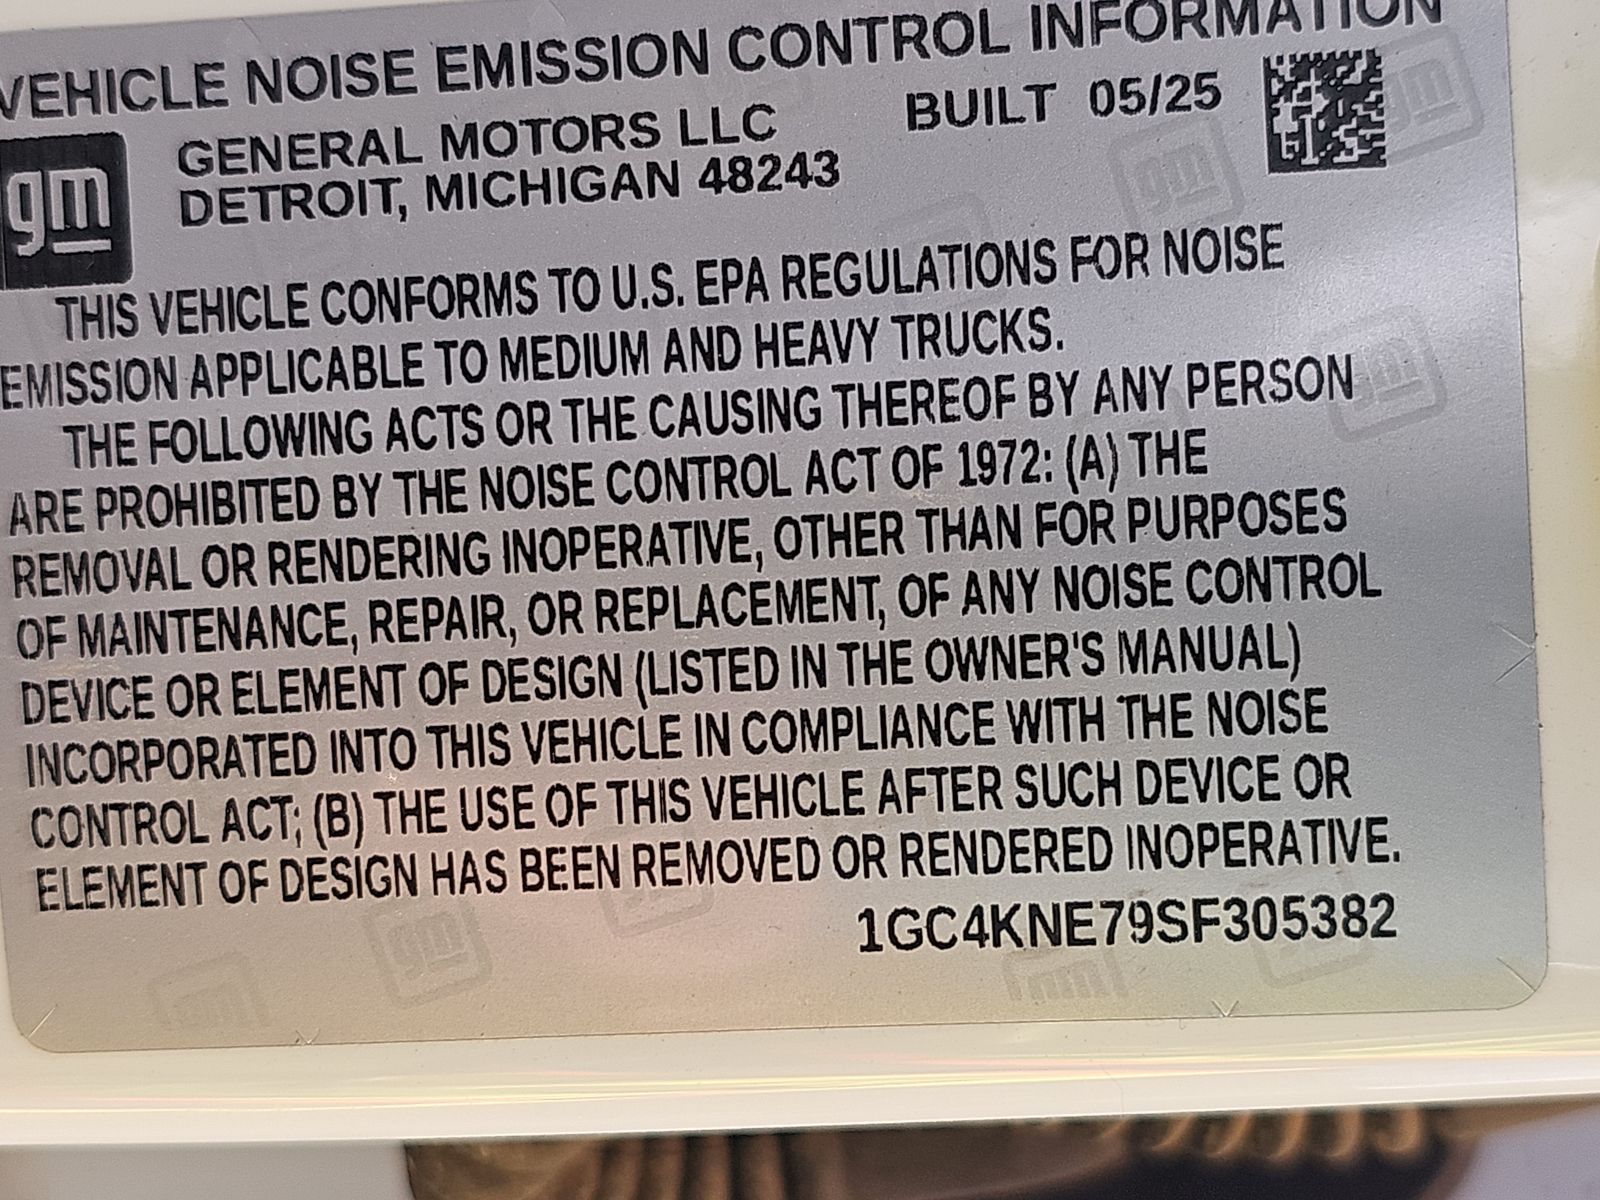 VEHICLE NOISE EMISSION CONTROL INFORMATION
gm
GENERAL MOTORS LLC BUILT 05/25
DETROIT, MICHIGAN 48243
THIS VEHICLE CONFORMS TO U.S. EPA REGULATIONS FOR NOISE
EMISSION APPLICABLE TO MEDIUM AND HEAVY TRUCKS.
THE FOLLOWING ACTS OR THE CAUSING THEREOF BY ANY PERSON
ARE PROHIBITED BY THE NOISE CONTROL ACT OF 1972: (A) THE
REMOVAL OR RENDERING INOPERATIVE, OTHER THAN FOR PURPOSES
OF MAINTENANCE, REPAIR, OR REPLACEMENT, OF ANY NOISE CONTROL
DEVICE OR ELEMENT OF DESIGN (LISTED IN THE OWNER'S MANUAL)
INCORPORATED INTO THIS VEHICLE IN COMPLIANCE WITH THE NOISE
CONTROL ACT; (B) THE USE OF THIS VEHICLE AFTER SUCH DEVICE OR
ELEMENT OF DESIGN HAS BEEN REMOVED OR RENDERED INOPERATIVE.
1GC4KNE79SF305382